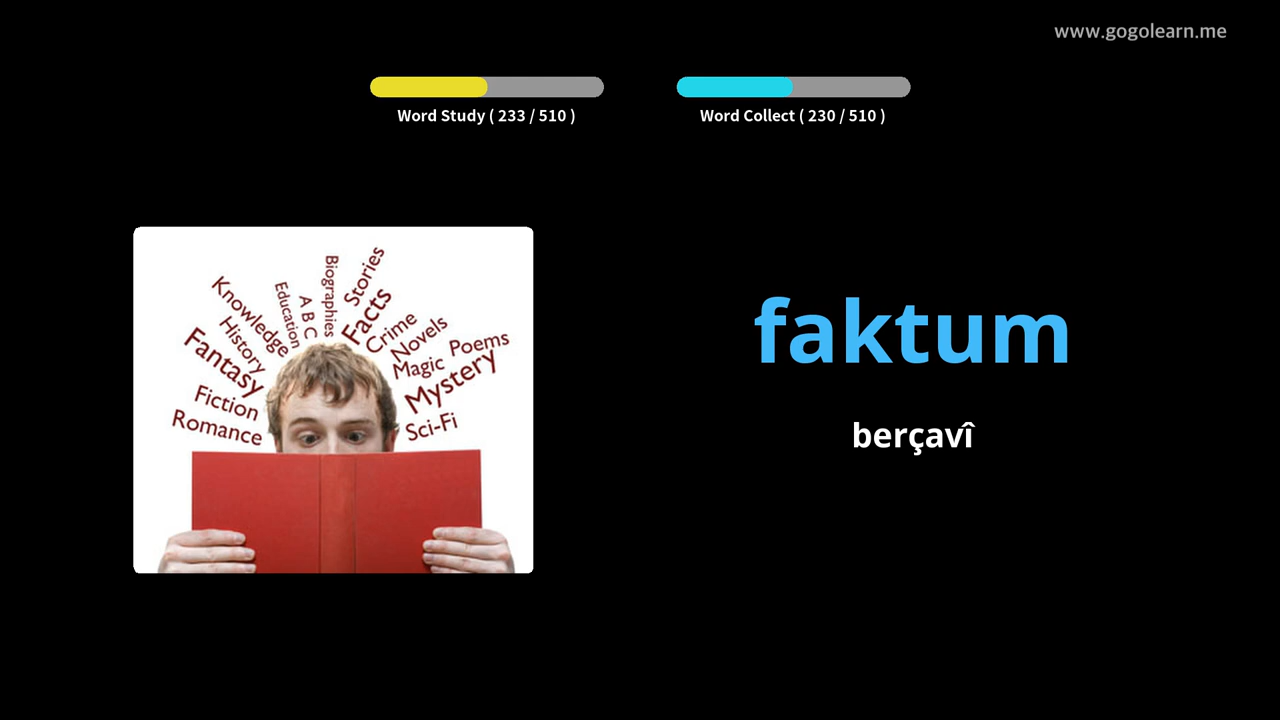 www.gogolearn.me
Word Study ( 233 / 510 )
Word Collect ( 230 / 510 )
Biographies
Stories
Education
A B C
Facts
Knowledge
Crime
History
Novels
Fantasy
Magic
Poems
Mystery
Fiction
Romance
Sci-Fi
faktum
berçavî